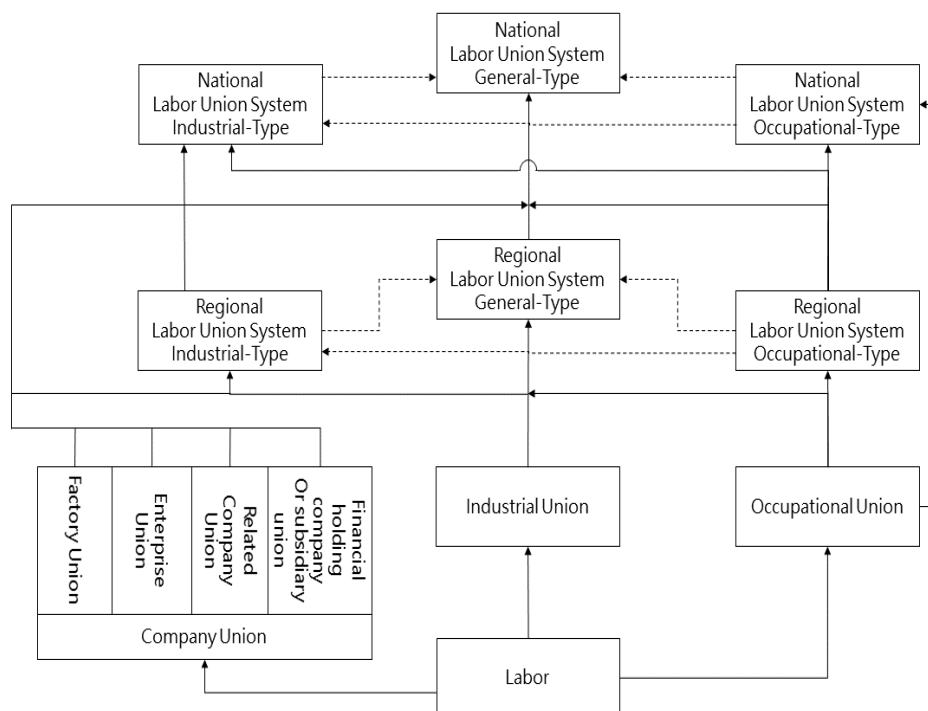 National
Labor Union System
General-Type
National
Labor Union System
Industrial-Type
National
Labor Union System
Occupational-Type
Regional
Labor Union System
General-Type
Regional
Labor Union System
Industrial-Type
Regional
Labor Union System
Occupational-Type
Factory Union
Enterprise
Union
Related
Company
Union
Financial
holding
company
Or subsidiary
union
Industrial Union
Occupational Union
Company Union
Labor